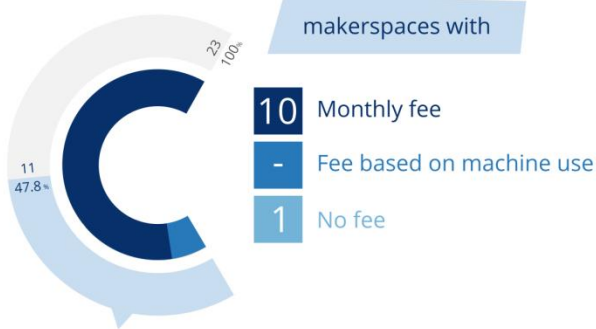 makerspaces with
23
100%
10 Monthly fee
- Fee based on machine use
11
47.8%
1 No fee